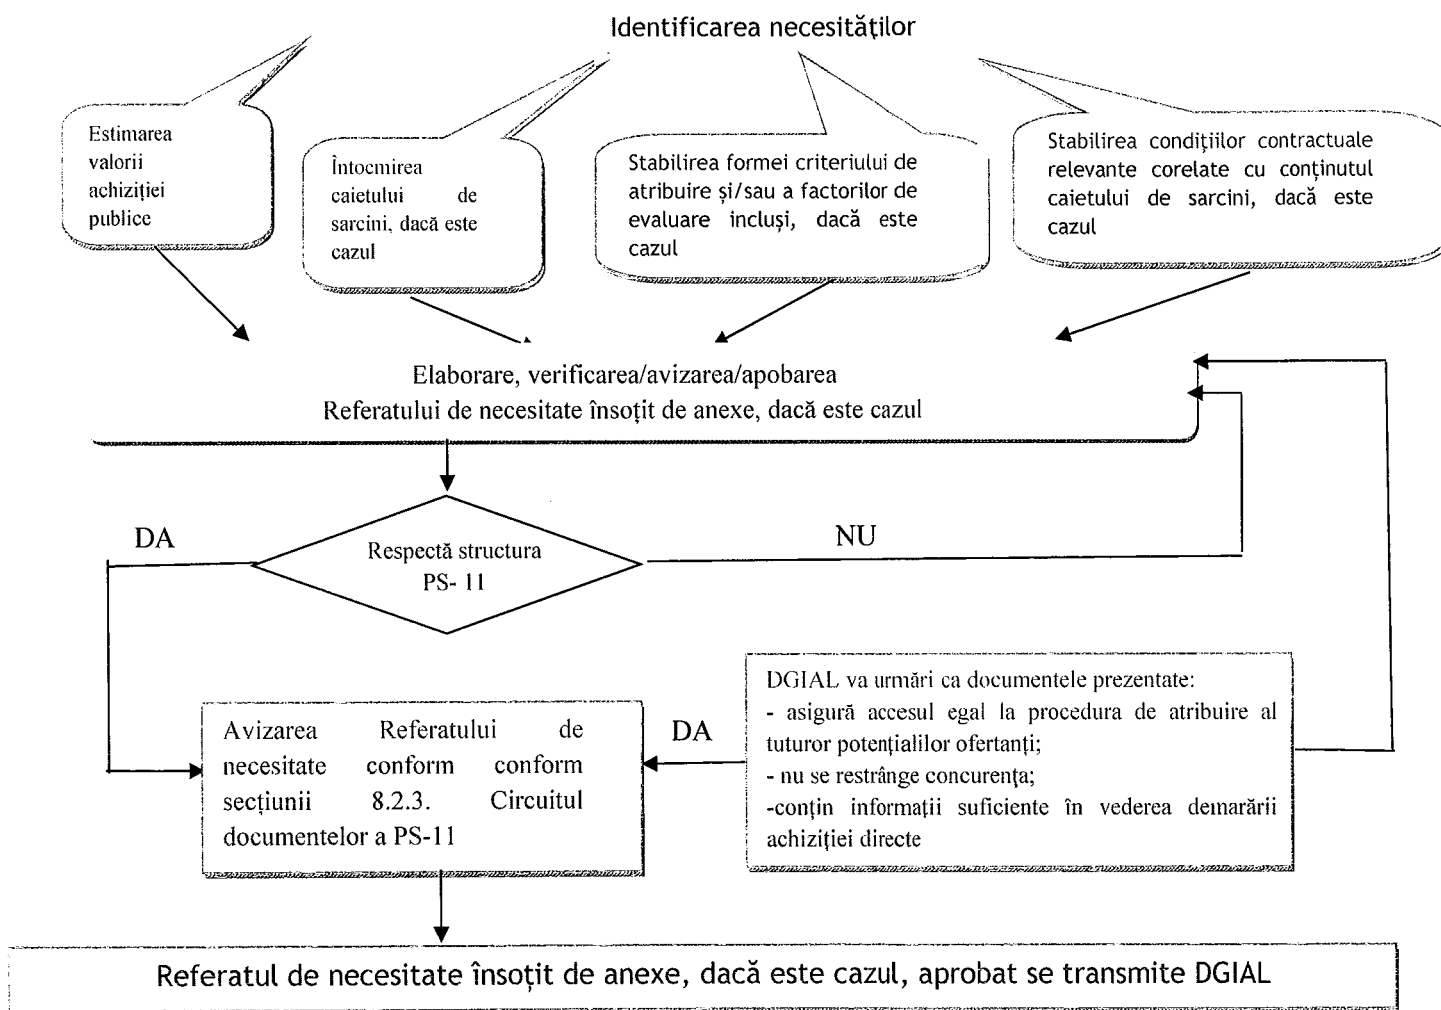 Identificarea necesităţilor
Estimarea
valorii
achiziției
publice
Întocmirea
caietului de
sarcini, dacă este
cazul
Stabilirea formei criteriului de
atribuire și/sau a factorilor de
evaluare incluși, dacă este
cazul
Stabilirea condiţiilor contractuale
relevante corelate cu conţinutul
caietului de sarcini, dacă este
cazul
Elaborare, verificarea/avizarea/apobarea
Referatului de necesitate însoțit de anexe, dacă este cazul
DA
Respectă structura
PS- 11
NU
Avizarea Referatului de
necesitate conform conform
secțiunii 8.2.3. Circuitul
documentelor a PS-11
DA
DGIAL va urmări ca documentele prezentate:
- asigură accesul egal la procedura de atribuire al
tuturor potențialilor ofertanți;
- nu se restrânge concurența;
-conțin informații suficiente în vederea demarării
achiziției directe
Referatul de necesitate însoțit de anexe, dacă este cazul, aprobat se transmite DGIAL